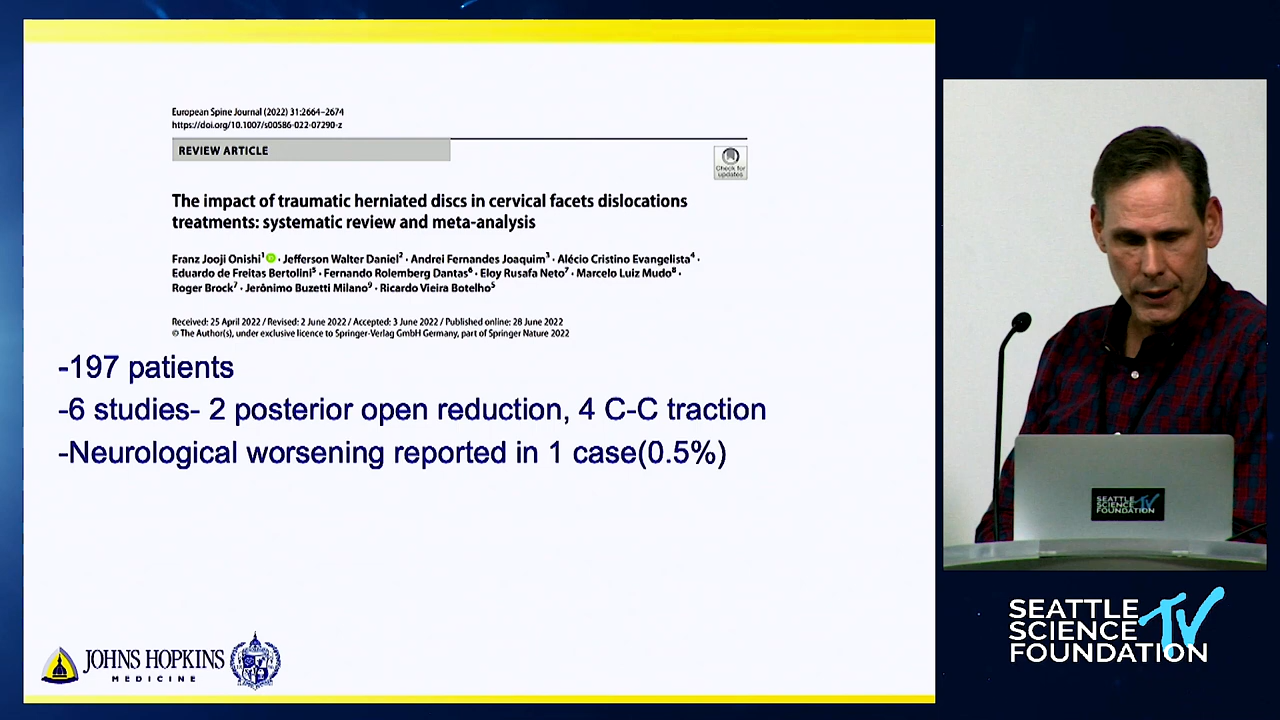 European Spine Journal (2022) 31:2664–2674
https://doi.org/10.1007/s00586-022-07290-z
REVIEW ARTICLE
Check for
updates
The impact of traumatic herniated discs in cervical facets dislocations
treatments: systematic review and meta-analysis
Franz Jooji Onishi¹ · Jefferson Walter Daniel² · Andrei Fernandes Joaquim³ · Alécio Cristino Evangelista⁴ ·
Eduardo de Freitas Bertolini⁵ · Fernando Rolemberg Dantas⁶ · Eloy Rusafa Neto⁷ · Marcelo Luiz Mudo⁸ ·
Roger Brock⁷ · Jerônimo Buzetti Milano⁹ · Ricardo Vieira Botelho⁵
Received: 25 April 2022 / Revised: 2 June 2022 / Accepted: 3 June 2022 / Published online: 28 June 2022
© The Author(s), under exclusive licence to Springer-Verlag GmbH Germany, part of Springer Nature 2022
-197 patients
-6 studies- 2 posterior open reduction, 4 C-C traction
-Neurological worsening reported in 1 case(0.5%)
JOHNS HOPKINS
MEDICINE
SEATTLE
SCIENCE
FOUNDATION
TV
SEATTLE
SCIENCE
FOUNDATION
TV